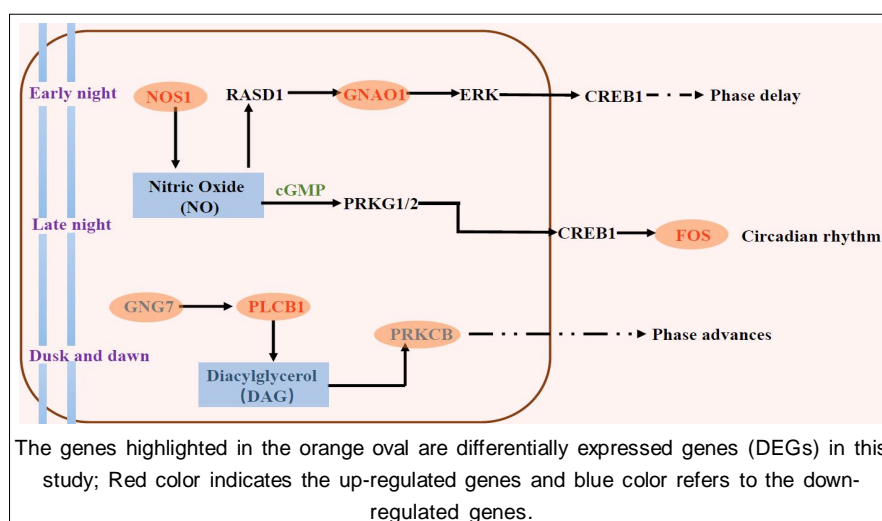 Early night
NOS1
RASD1
GNAO1
ERK
CREB1
Phase delay
Nitric Oxide
(NO)
cGMP
PRKG1/2
Late night
CREB1
FOS
Circadian rhythm
GNG7
PLCB1
PRKCB
Phase advances
Dusk and dawn
Diacylglycerol
(DAG)
The genes highlighted in the orange oval are differentially expressed genes (DEGs) in this
study; Red color indicates the up-regulated genes and blue color refers to the down-
regulated genes.